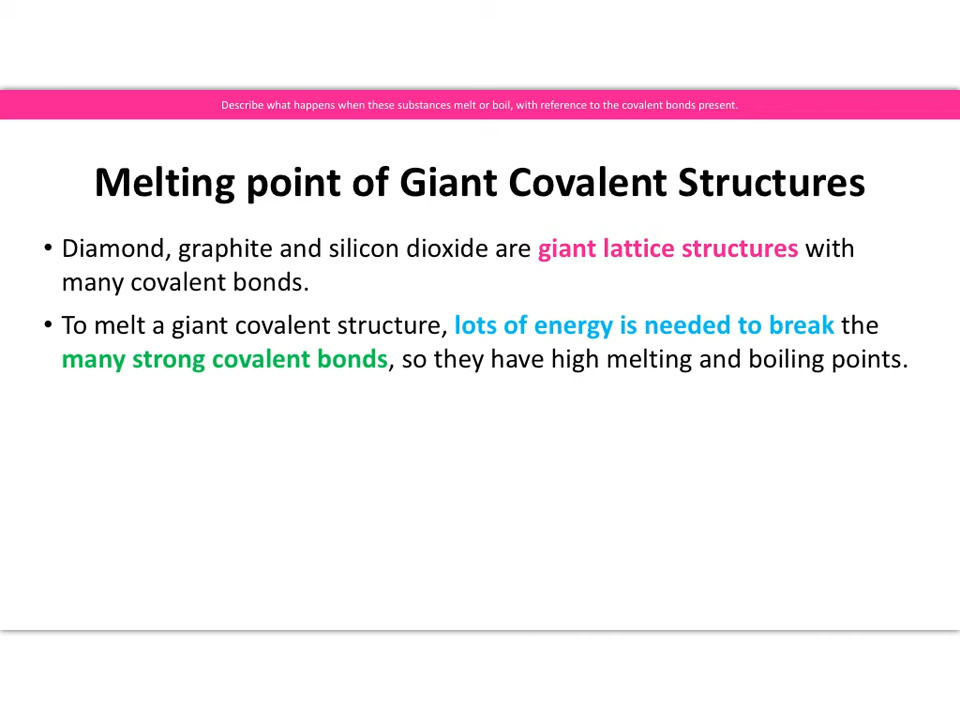 Describe what happens when these substances melt or boil, with reference to the covalent bonds present.
Melting point of Giant Covalent Structures
• Diamond, graphite and silicon dioxide are giant lattice structures with
many covalent bonds.
• To melt a giant covalent structure, lots of energy is needed to break the
many strong covalent bonds, so they have high melting and boiling points.